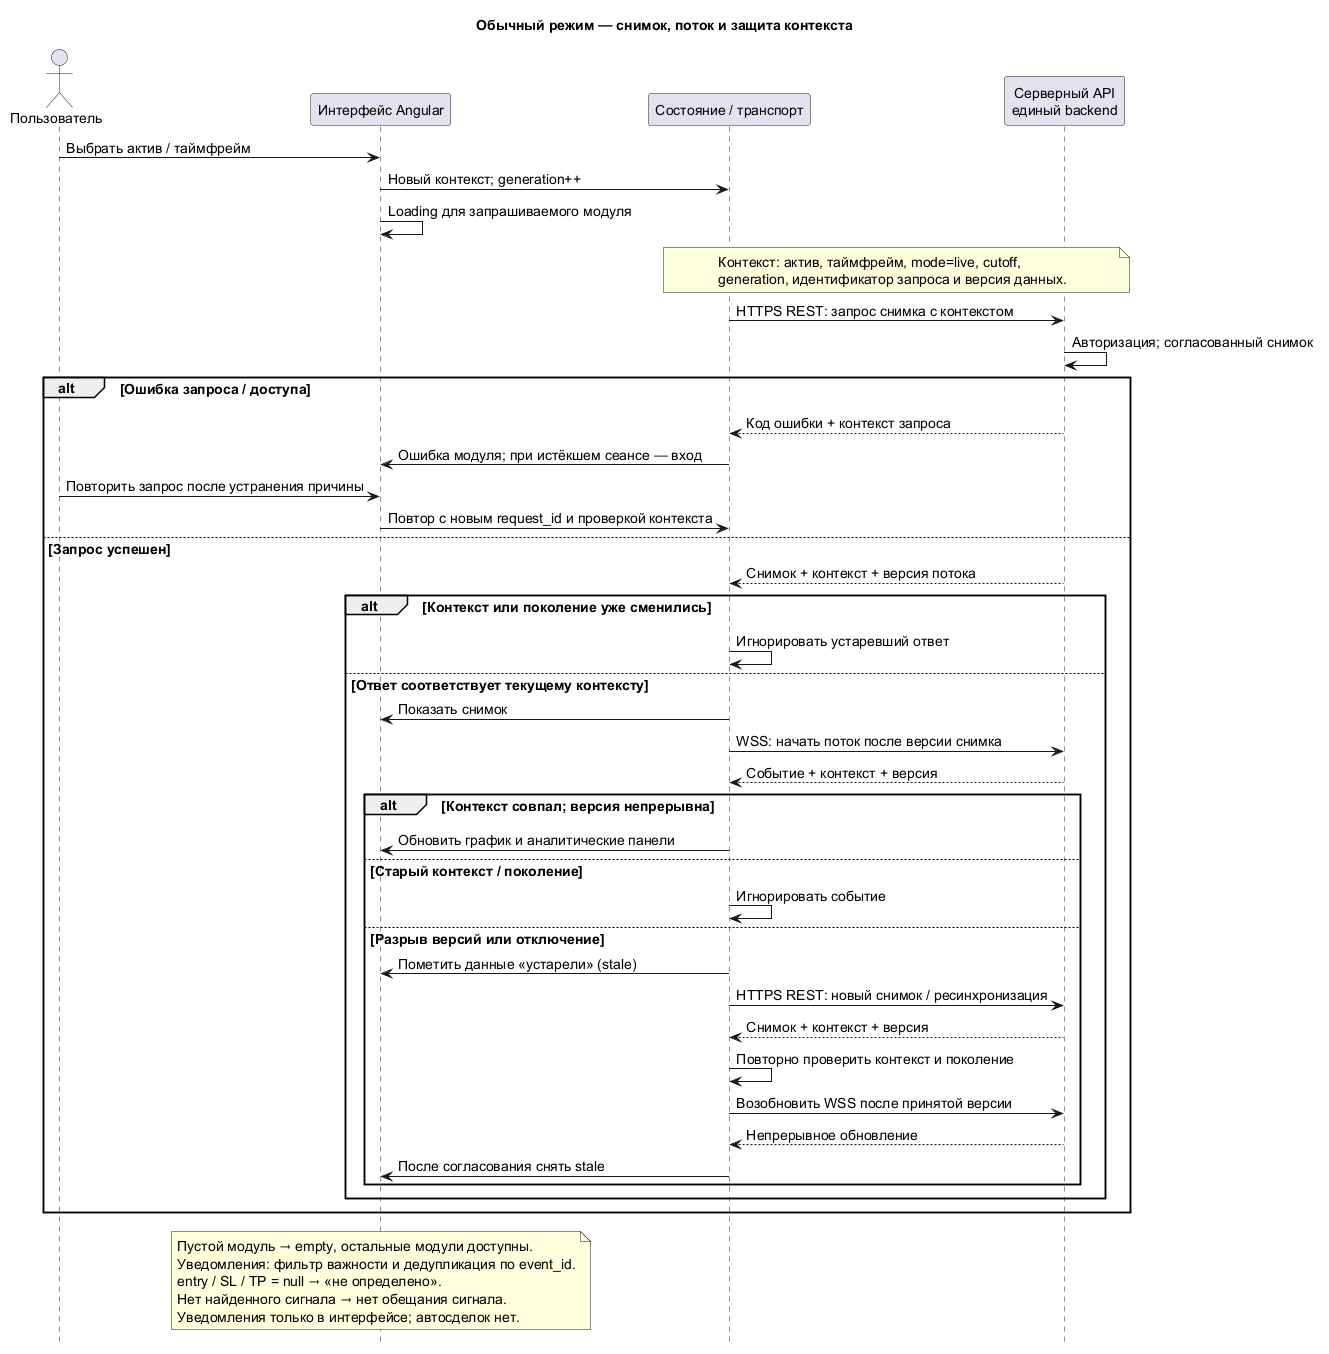 Обычный режим — снимок, поток и защита контекста
Пользователь
Интерфейс Angular
Состояние / транспорт
Серверный API
единый backend
Выбрать актив / таймфрейм
Новый контекст; generation++
Loading для запрашиваемого модуля
Контекст: актив, таймфрейм, mode=live, cutoff,
generation, идентификатор запроса и версия данных.
HTTPS REST: запрос снимка с контекстом
Авторизация; согласованный снимок
alt
[Ошибка запроса / доступа]
Код ошибки + контекст запроса
Ошибка модуля; при истёкшем сеансе — вход
Повторить запрос после устранения причины
Повтор с новым request_id и проверкой контекста
[Запрос успешен]
Снимок + контекст + версия потока
alt
[Контекст или поколение уже сменились]
Игнорировать устаревший ответ
[Ответ соответствует текущему контексту]
Показать снимок
WSS: начать поток после версии снимка
Событие + контекст + версия
alt
[Контекст совпал; версия непрерывна]
Обновить график и аналитические панели
[Старый контекст / поколение]
Игнорировать событие
[Разрыв версий или отключение]
Пометить данные «устарели» (stale)
HTTPS REST: новый снимок / ресинхронизация
Снимок + контекст + версия
Повторно проверить контекст и поколение
Возобновить WSS после принятой версии
Непрерывное обновление
После согласования снять stale
Пустой модуль → empty, остальные модули доступны.
Уведомления: фильтр важности и дедупликация по event_id.
entry / SL / TP = null → «не определено».
Нет найденного сигнала → нет обещания сигнала.
Уведомления только в интерфейсе; автосделок нет.